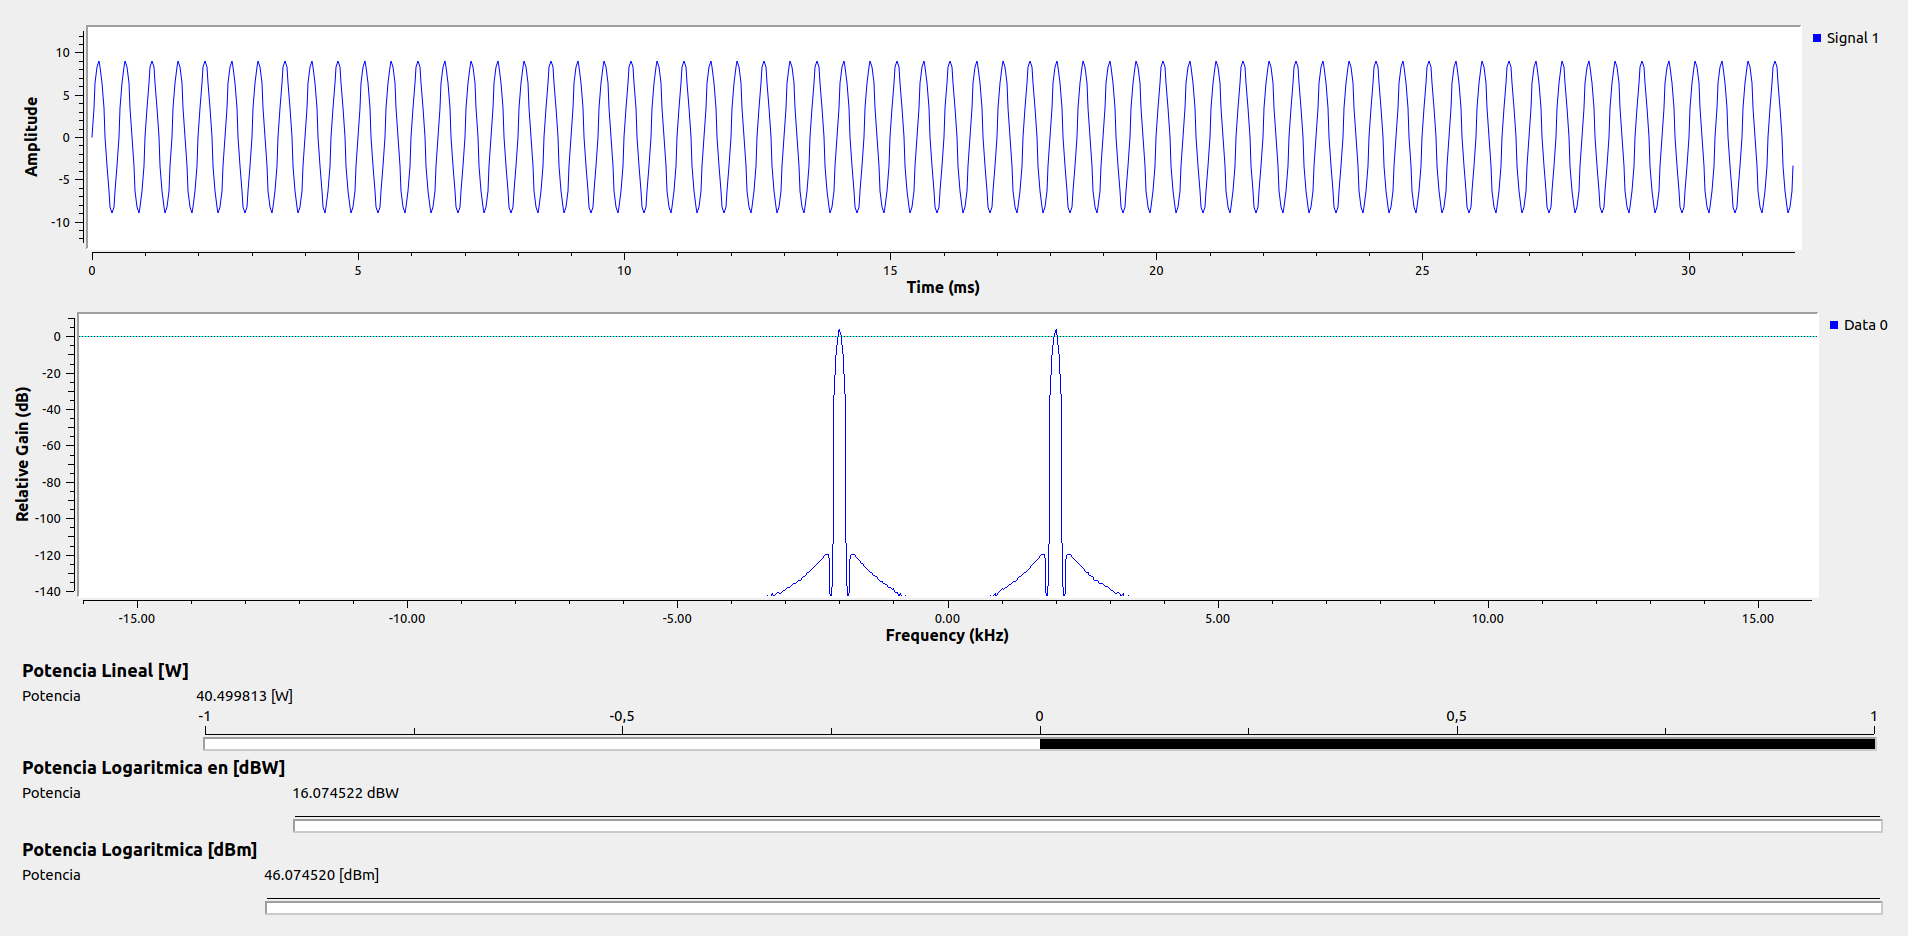 Signal 1
10
5
0
-5
-10
Amplitude
0 5 10 15 20 25 30
Time (ms)
Data 0
0
-20
-40
-60
-80
-100
-120
-140
Relative Gain (dB)
-15.00 -10.00 -5.00 0.00 5.00 10.00 15.00
Frequency (kHz)
Potencia Lineal [W]
Potencia 40.499813 [W]
-1 -0,5 0 0,5 1
Potencia Logaritmica en [dBW]
Potencia 16.074522 dBW
Potencia Logaritmica [dBm]
Potencia 46.074520 [dBm]